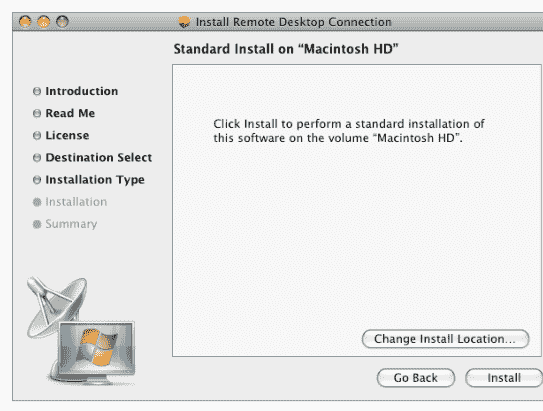 Install Remote Desktop Connection
Standard Install on “Macintosh HD”
Introduction
Read Me
License
Destination Select
Installation Type
Installation
Summary
Click Install to perform a standard installation of
this software on the volume “Macintosh HD”.
Change Install Location...
Go Back
Install